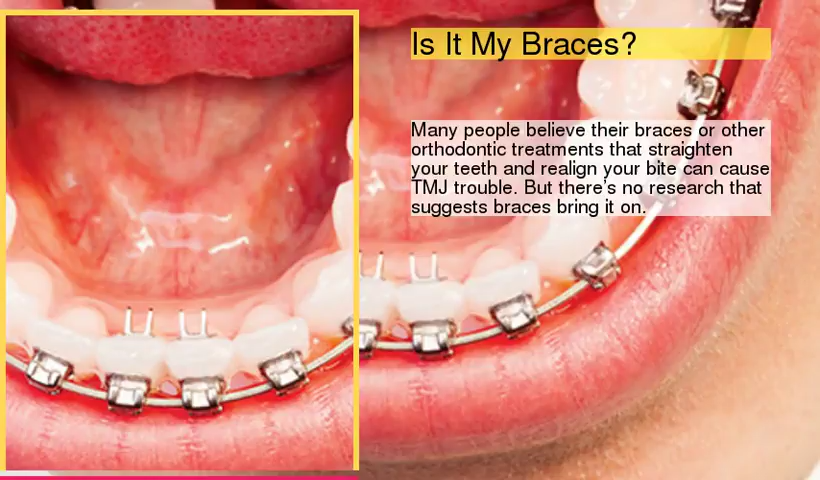 Is It My Braces?
Many people believe their braces or other
orthodontic treatments that straighten
your teeth and realign your bite can cause
TMJ trouble. But there's no research that
suggests braces bring it on.